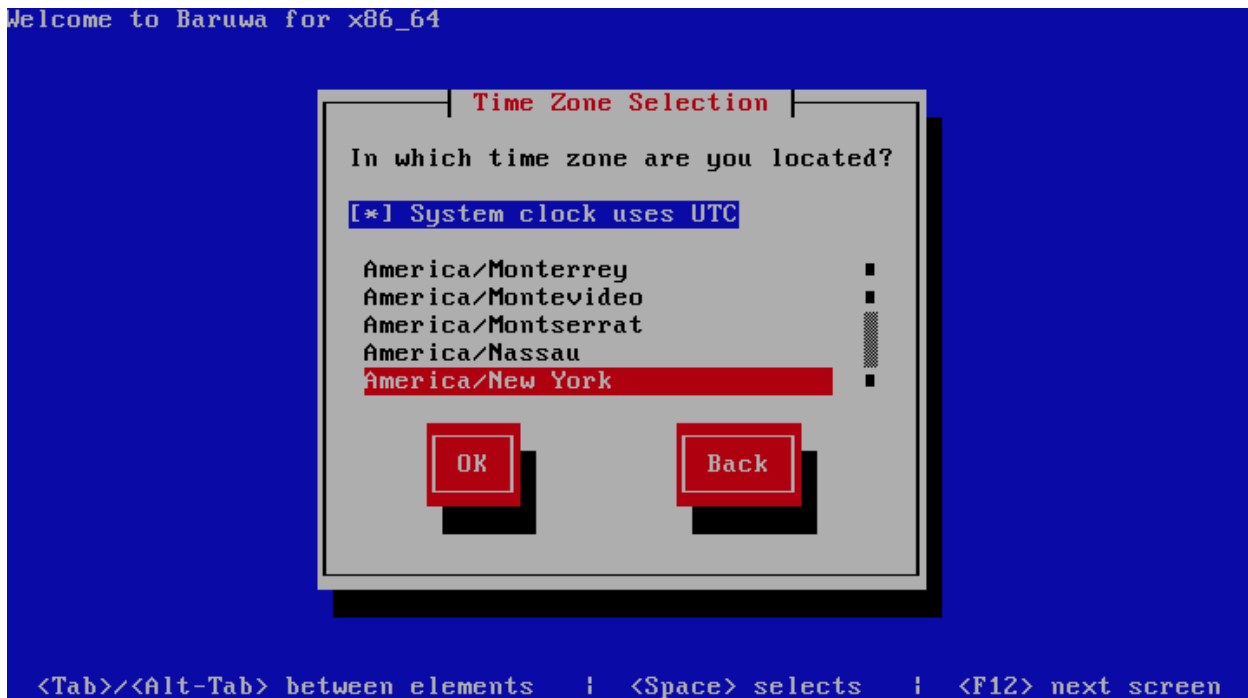 Welcome to Baruwa for x86_64
Time Zone Selection
In which time zone are you located?
[*] System clock uses UTC
America/Monterrey
America/Montevideo
America/Montserrat
America/Nassau
America/New York
OK Back
<Tab>/<Alt-Tab> between elements | <Space> selects | <F12> next screen